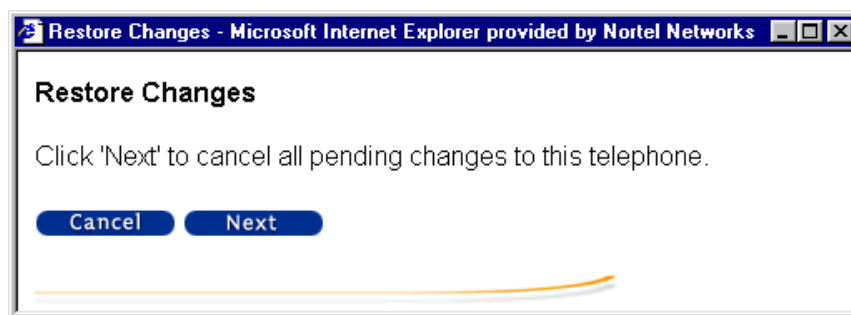 Restore Changes - Microsoft Internet Explorer provided by Nortel Networks
Restore Changes
Click 'Next' to cancel all pending changes to this telephone.
Cancel Next